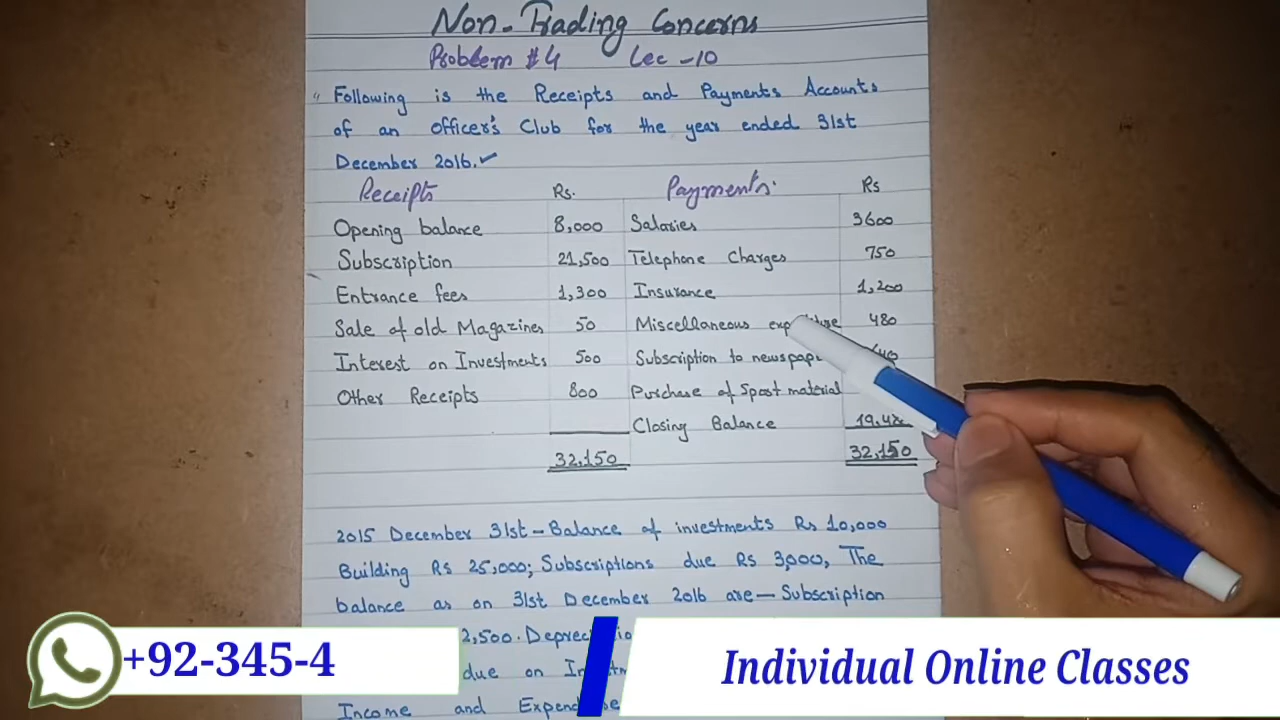 Non-Trading Concerns
Problem #4 Lec -10
"Following is the Receipts and Payments Accounts
of an officer's Club for the year ended 31st
December 2016.
Receipts Rs. Payments Rs
Opening balance 8,000 Salaries 3600
Subscription 21,500 Telephone Charges 750
Entrance fees 1,300 Insurance 1,200
Sale of old Magazines 50 Miscellaneous 480
Interest on Investments 500 Subscription to
Other Receipts 800 Purchase of Sport material
Closing Balance
32,150 32,150
2015 December 31st - Balance of investments Rs 10,000
Building Rs 25,000; Subscriptions due Rs 3,000, The
balance as on 31st December 2016 are - Subscription
2,500.
due on
Income and
+92-345-4
Individual Online Classes